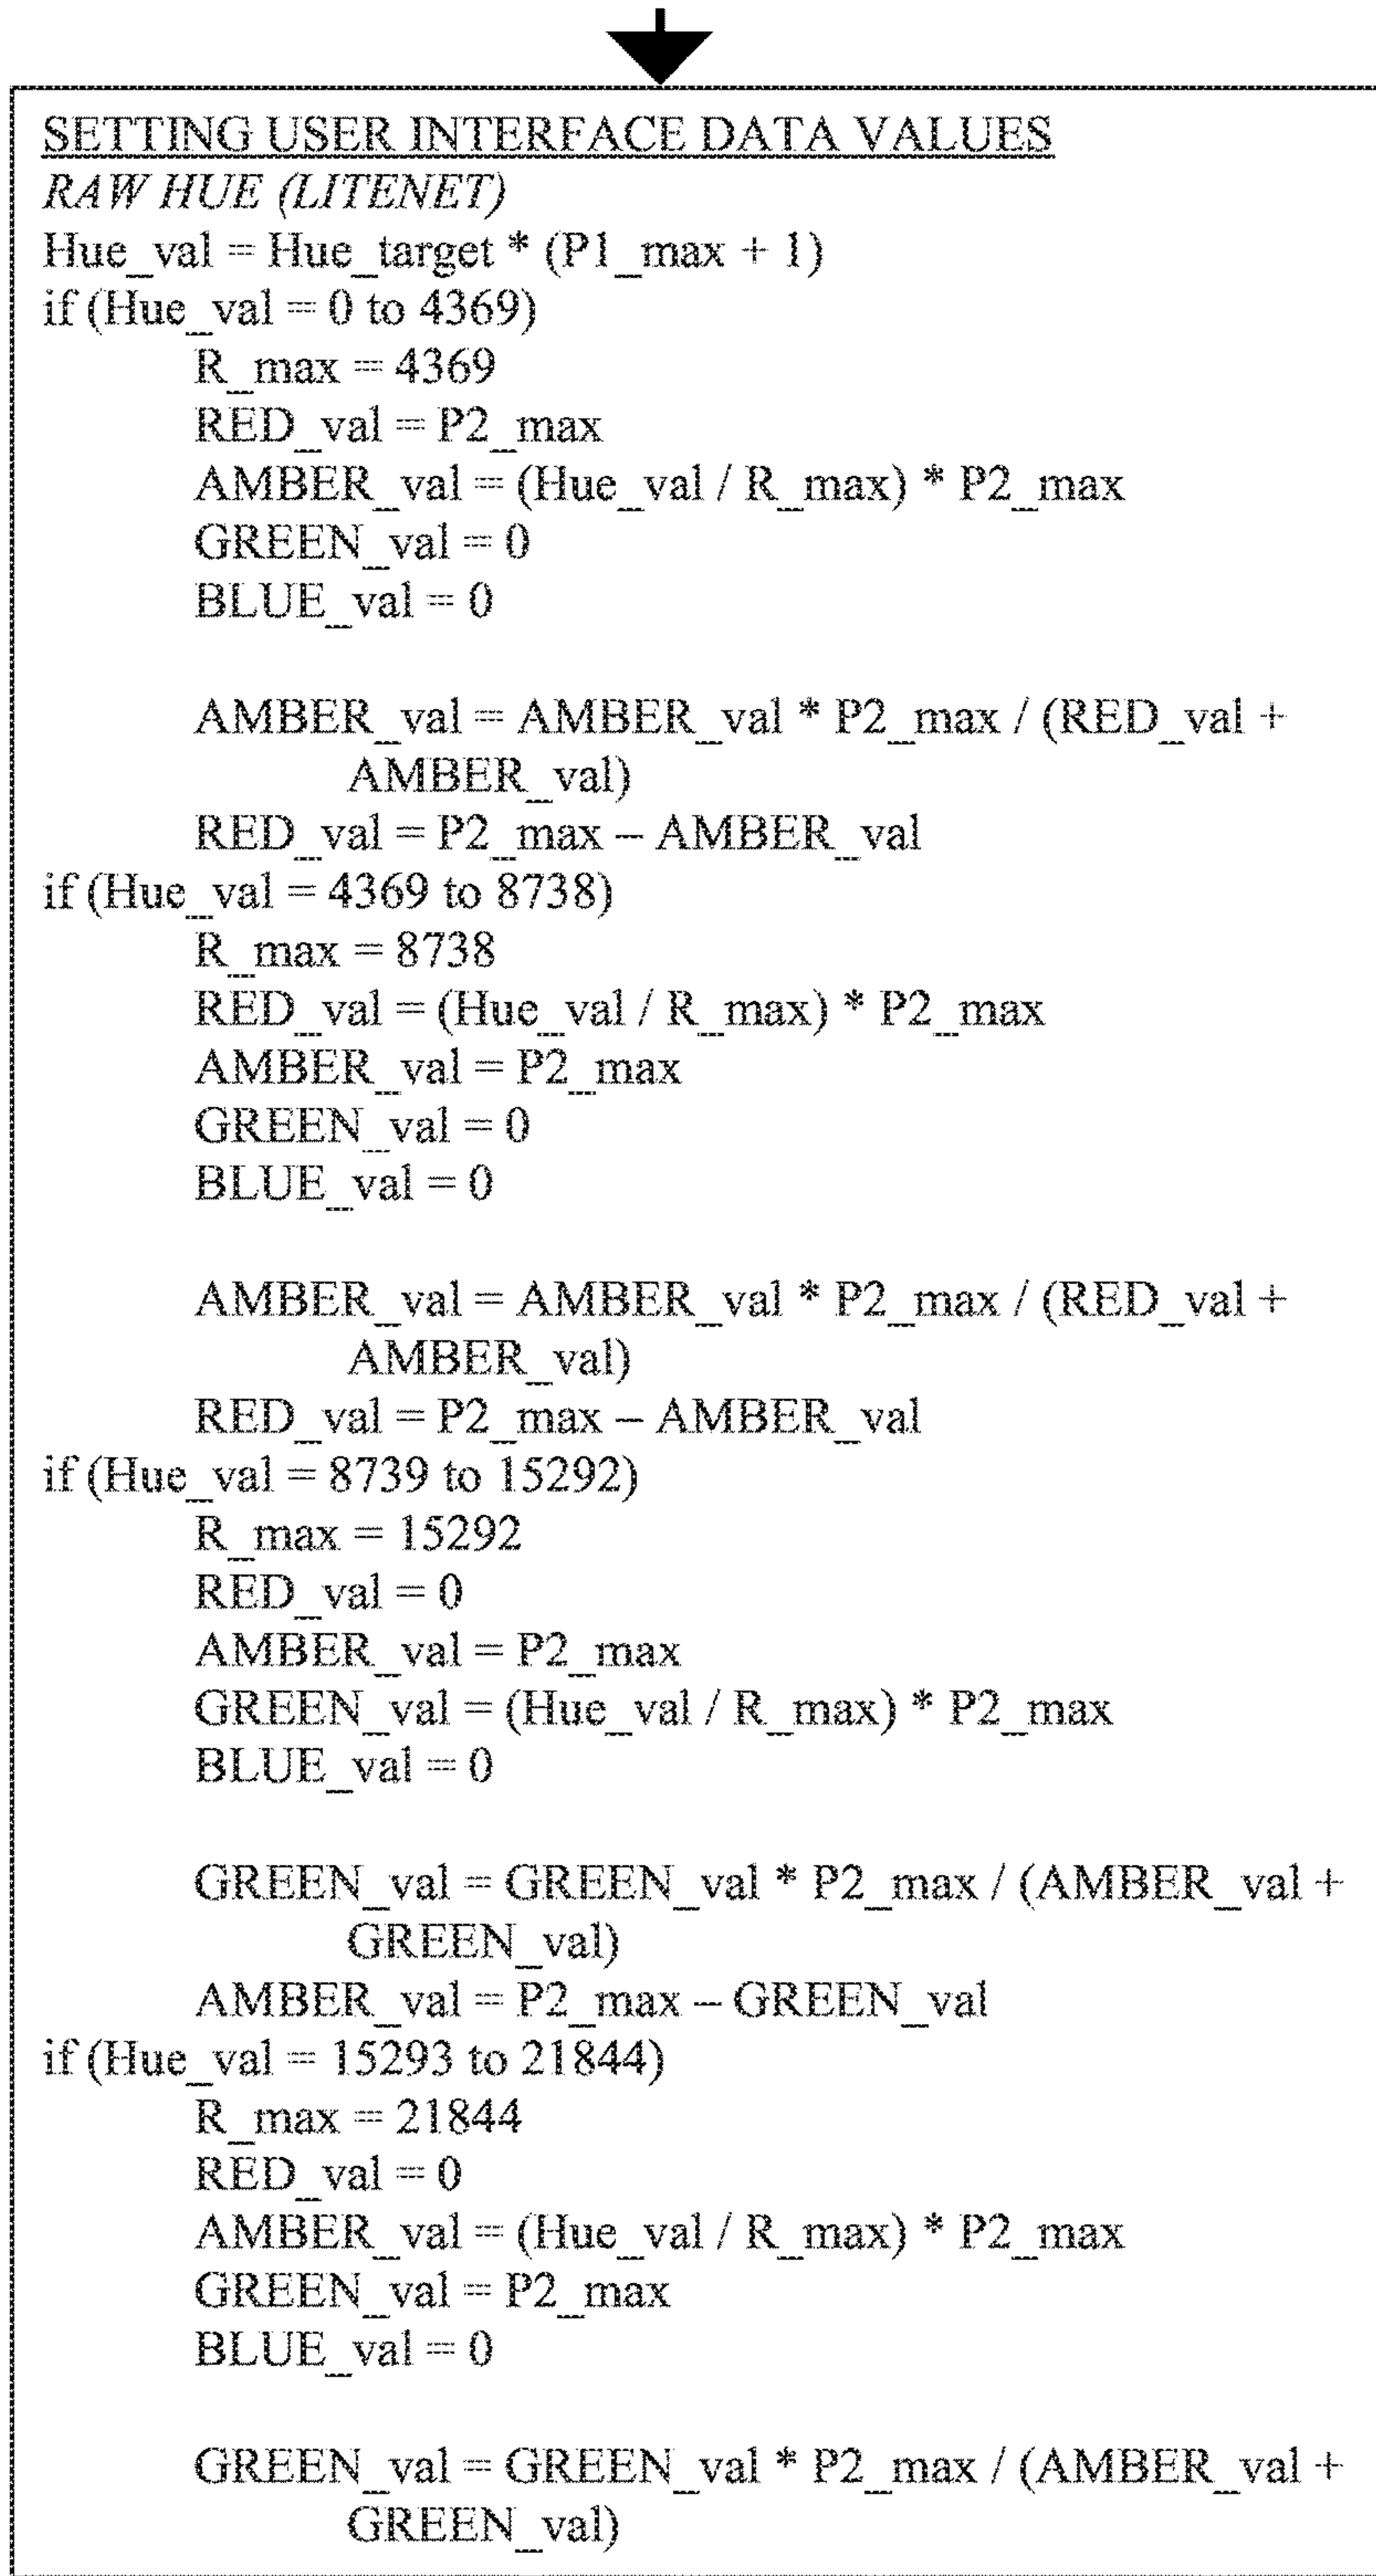 SETTING USER INTERFACE DATA VALUES
RAW HUE (LITENET)
Hue_val = Hue_target * (P1_max + 1)
if (Hue_val = 0 to 4369)
R_max = 4369
RED_val = P2_max
AMBER_val = (Hue_val / R_max) * P2_max
GREEN_val = 0
BLUE_val = 0
AMBER_val = AMBER_val * P2_max / (RED_val +
AMBER_val)
RED_val = P2_max – AMBER_val
if (Hue_val = 4369 to 8738)
R_max = 8738
RED_val = (Hue_val / R_max) * P2_max
AMBER_val = P2_max
GREEN_val = 0
BLUE_val = 0
AMBER_val = AMBER_val * P2_max / (RED_val +
AMBER_val)
RED_val = P2_max – AMBER_val
if (Hue_val = 8739 to 15292)
R_max = 15292
RED_val = 0
AMBER_val = P2_max
GREEN_val = (Hue_val / R_max) * P2_max
BLUE_val = 0
GREEN_val = GREEN_val * P2_max / (AMBER_val +
GREEN_val)
AMBER_val = P2_max – GREEN_val
if (Hue_val = 15293 to 21844)
R_max = 21844
RED_val = 0
AMBER_val = (Hue_val / R_max) * P2_max
GREEN_val = P2_max
BLUE_val = 0
GREEN_val = GREEN_val * P2_max / (AMBER_val +
GREEN_val)